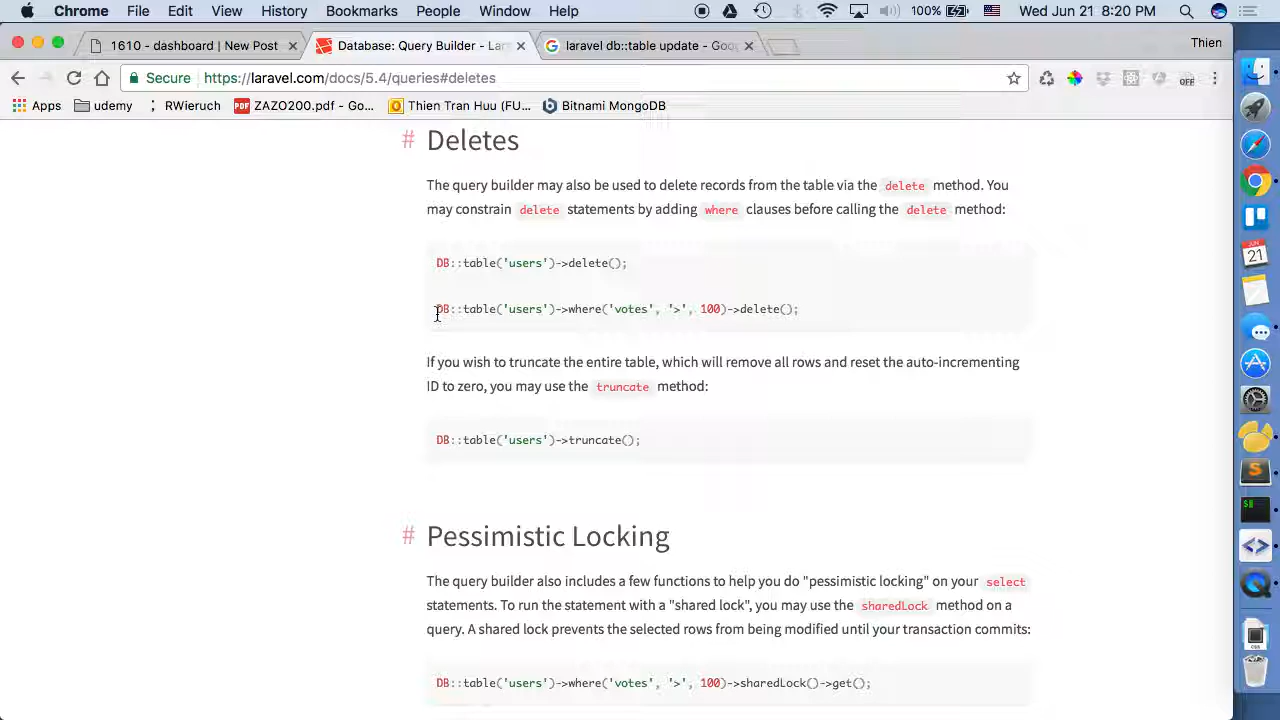 Chrome File Edit View History Bookmarks People Window Help 100% Wed Jun 21 8:20 PM
1610 - dashboard | New Post Database: Query Builder - Lar laravel db::table update - Goo Thien
Secure https://laravel.com/docs/5.4/queries#deletes OFF
Apps udemy RWieruch PDF ZAZO200.pdf - Go... Thien Tran Huu (FU... Bitnami MongoDB
# Deletes
The query builder may also be used to delete records from the table via the delete method. You
may constrain delete statements by adding where clauses before calling the delete method:
DB::table('users')->delete();
DB::table('users')->where('votes', '>', 100)->delete();
If you wish to truncate the entire table, which will remove all rows and reset the auto-incrementing
ID to zero, you may use the truncate method:
DB::table('users')->truncate();
# Pessimistic Locking
The query builder also includes a few functions to help you do "pessimistic locking" on your select
statements. To run the statement with a "shared lock", you may use the sharedLock method on a
query. A shared lock prevents the selected rows from being modified until your transaction commits:
DB::table('users')->where('votes', '>', 100)->sharedLock()->get();
JUN
21
css